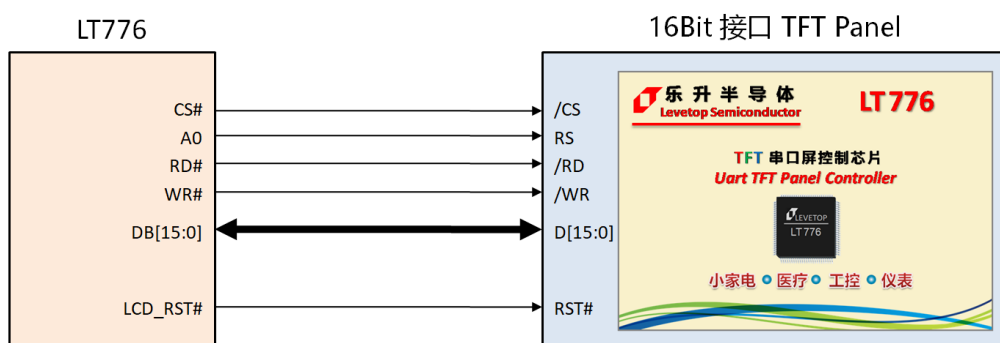 LT776
16Bit 接口 TFT Panel
CS#
/CS
A0
RS
RD#
/RD
WR#
/WR
DB[15:0]
D[15:0]
LCD_RST#
RST#
乐升半导体
Levetop Semiconductor
LT776
TFT 串口屏控制芯片
Uart TFT Panel Controller
LEVETOP
LT776
小家电 医疗 工控 仪表